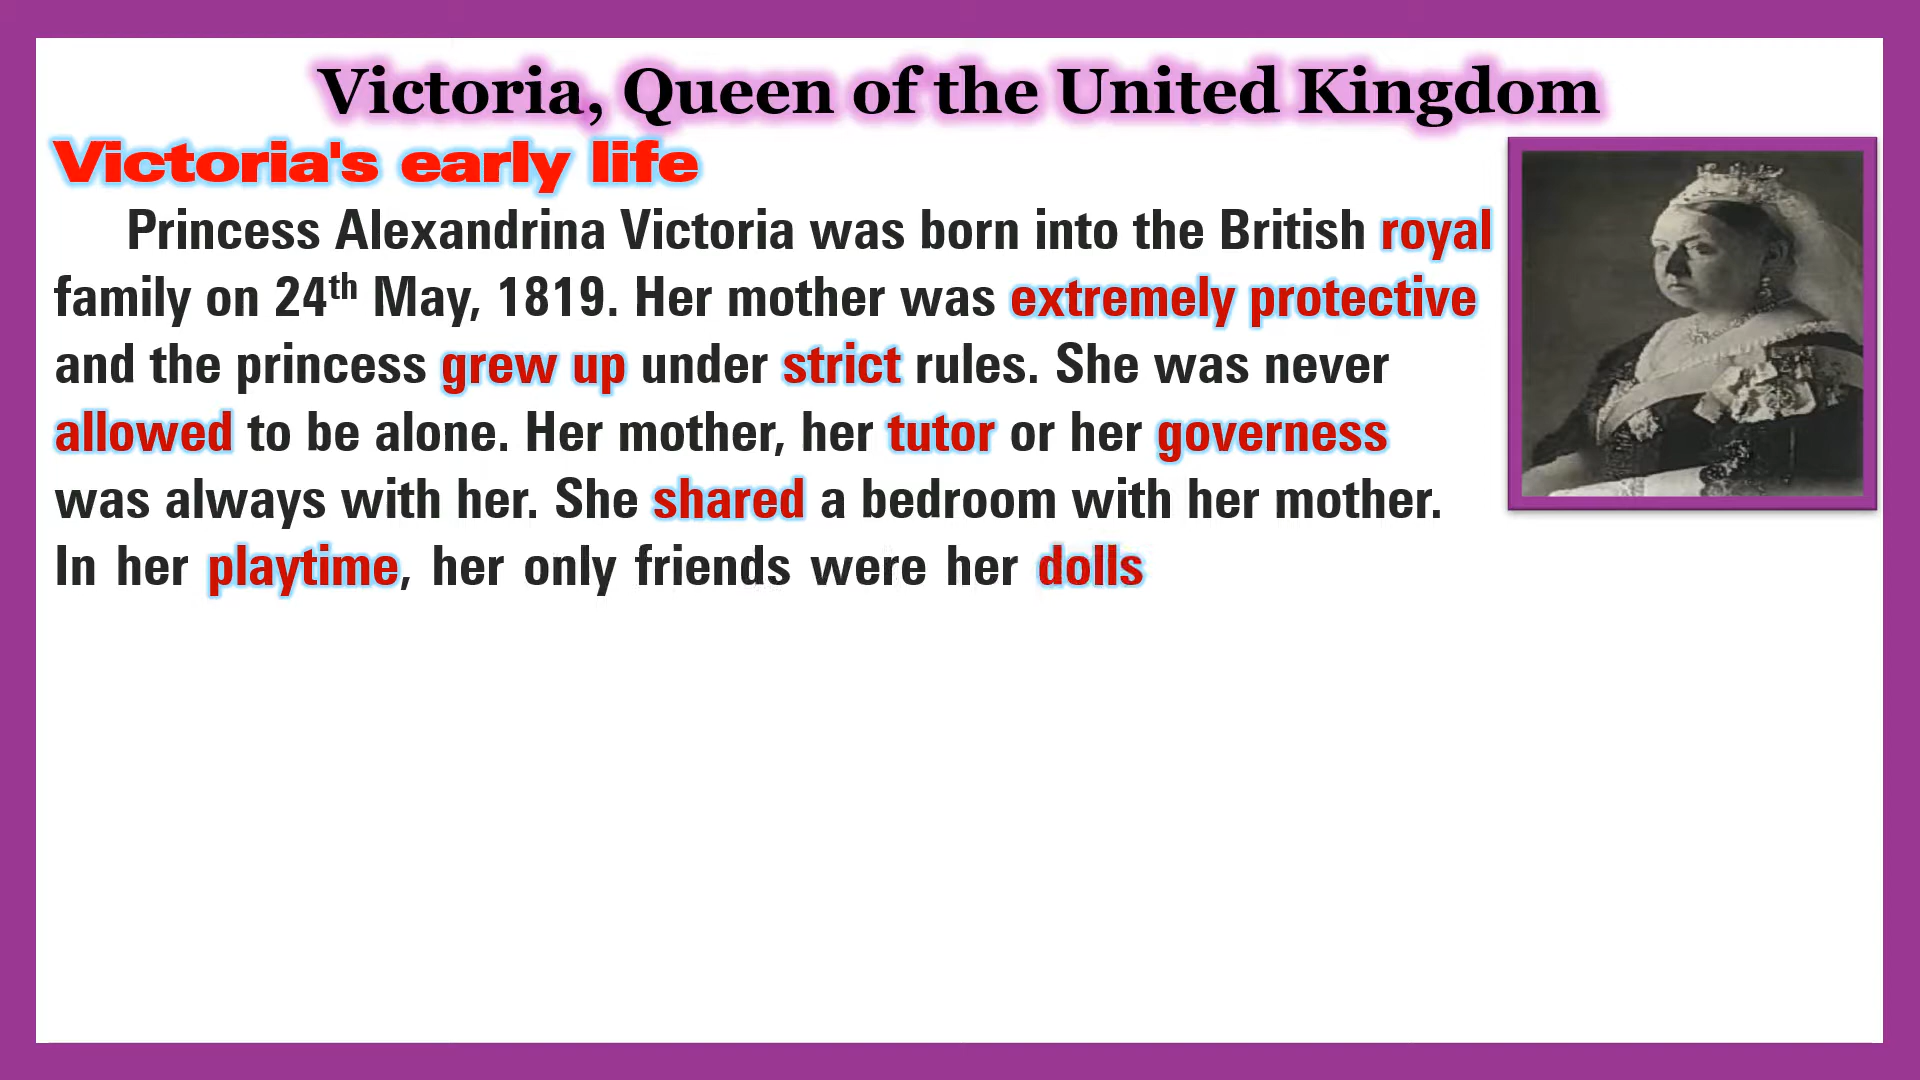 Victoria, Queen of the United Kingdom
Victoria's early life
Princess Alexandrina Victoria was born into the British royal
family on 24th May, 1819. Her mother was extremely protective
and the princess grew up under strict rules. She was never
allowed to be alone. Her mother, her tutor or her governess
was always with her. She shared a bedroom with her mother.
In her playtime, her only friends were her dolls